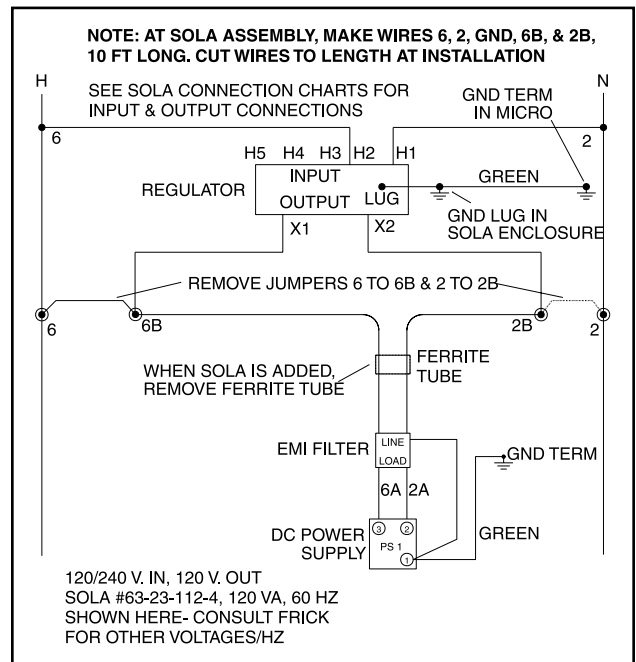 NOTE: AT SOLA ASSEMBLY, MAKE WIRES 6, 2, GND, 6B, & 2B,
10 FT LONG. CUT WIRES TO LENGTH AT INSTALLATION
H
N
SEE SOLA CONNECTION CHARTS FOR
INPUT & OUTPUT CONNECTIONS
GND TERM
IN MICRO
6
2
H5 H4 H3 H2 H1
INPUT
REGULATOR
GREEN
OUTPUT LUG
GND LUG IN
SOLA ENCLOSURE
X1 X2
REMOVE JUMPERS 6 TO 6B & 2 TO 2B
6 6B 2B 2
WHEN SOLA IS ADDED,
REMOVE FERRITE TUBE
FERRITE
TUBE
EMI FILTER
LINE
LOAD
GND TERM
6A 2A
DC POWER
SUPPLY
3 2
PS 1
1
GREEN
120/240 V. IN, 120 V. OUT
SOLA #63-23-112-4, 120 VA, 60 HZ
SHOWN HERE- CONSULT FRICK
FOR OTHER VOLTAGES/HZ